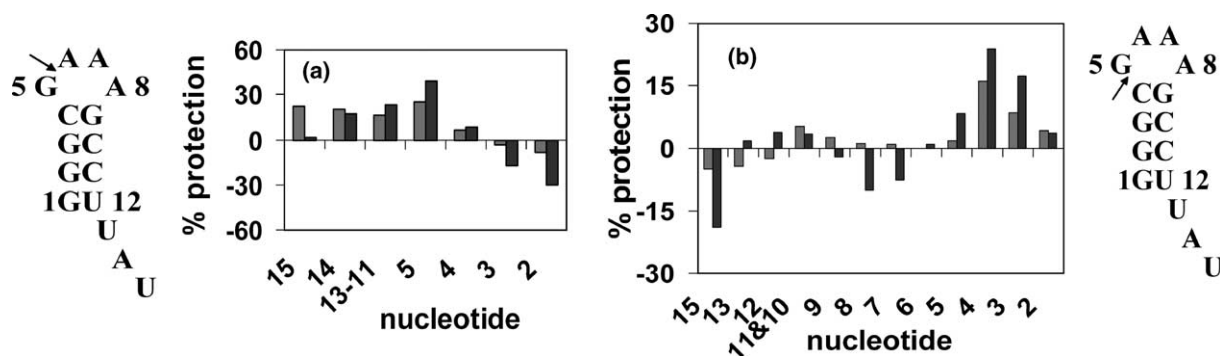 A A
5 G A 8
CG
GC
GC
1GU 12
U
A
U
(a)
% protection
60
30
0
-30
-60
15 14 13-11 5 4 3 2
nucleotide
(b)
% protection
30
15
0
-15
-30
15 13 12 11&10 9 8 7 6 5 4 3 2
nucleotide
A A
5 G A 8
CG
GC
GC
1GU 12
U
A
U